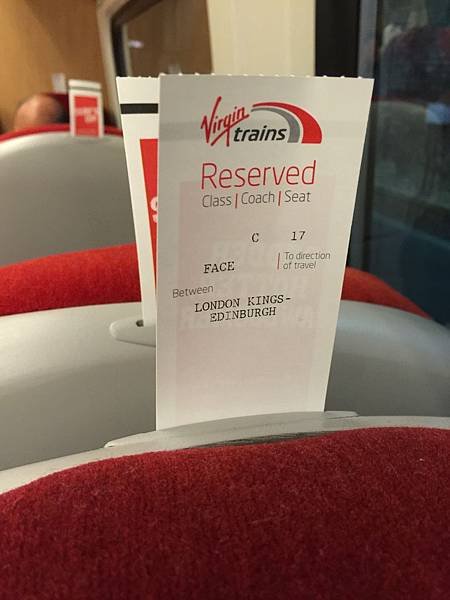 Virgin
trains
Reserved
Class | Coach | Seat
C 17
FACE
To direction
of travel
Between
LONDON KINGS-
EDINBURGH